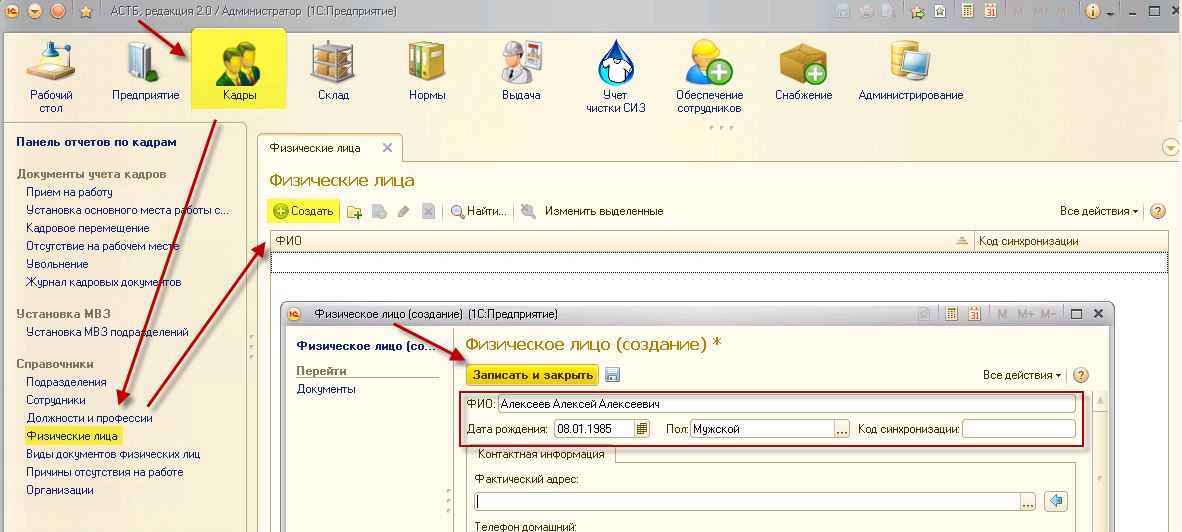 АСТБ, редакция 2.0 / Администратор (1С:Предприятие)
M M+ M-
Рабочий стол
Предприятие
Кадры
Склад
Нормы
Выдача
Учет чистки СИЗ
Обеспечение сотрудников
Снабжение
Администрирование
Панель отчетов по кадрам
Документы учета кадров
Прием на работу
Установка основного места работы с...
Кадровое перемещение
Отсутствие на рабочем месте
Увольнение
Журнал кадровых документов
Установка МВЗ
Установка МВЗ подразделений
Справочники
Подразделения
Сотрудники
Должности и профессии
Физические лица
Виды документов физических лиц
Причины отсутствия на работе
Организации
Физические лица
Физические лица
Создать
Найти...
Изменить выделенные
Все действия
ФИО
Код синхронизации
Физическое лицо (создание) (1С:Предприятие)
M M+ M-
Физическое лицо (со...
Перейти
Документы
Физическое лицо (создание) *
Записать и закрыть
Все действия
ФИО: Алексеев Алексей Алексеевич
Дата рождения: 08.01.1985 Пол: Мужской ... Код синхронизации:
Контактная информация
Фактический адрес:
...
Телефон домашний: